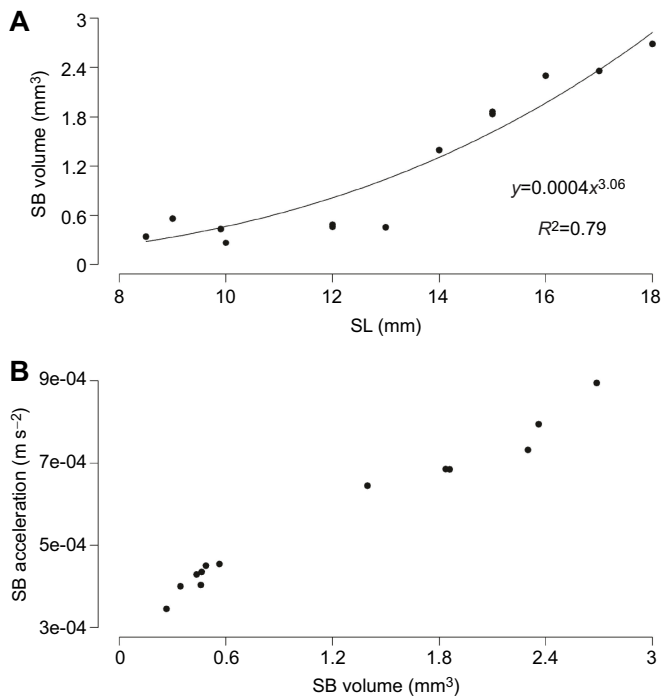 A
3
2.4
1.8
1.2
0.6
0
SB volume (mm³)
y=0.0004x³·⁰⁶
R²=0.79
8 10 12 14 16 18
SL (mm)
B
9e-04
7e-04
5e-04
3e-04
SB acceleration (m s⁻²)
0 0.6 1.2 1.8 2.4 3
SB volume (mm³)